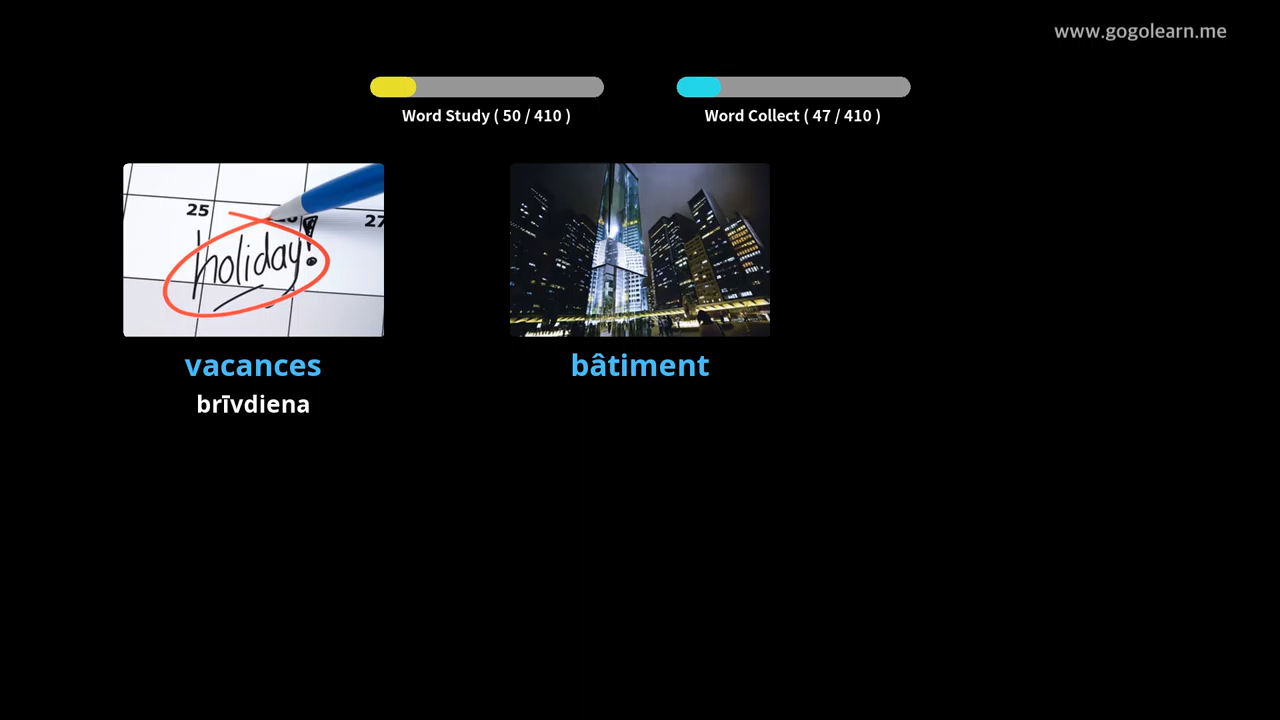 www.gogolearn.me
Word Study ( 50 / 410 )
Word Collect ( 47 / 410 )
25
27
holiday!
vacances
bâtiment
brīvdiena